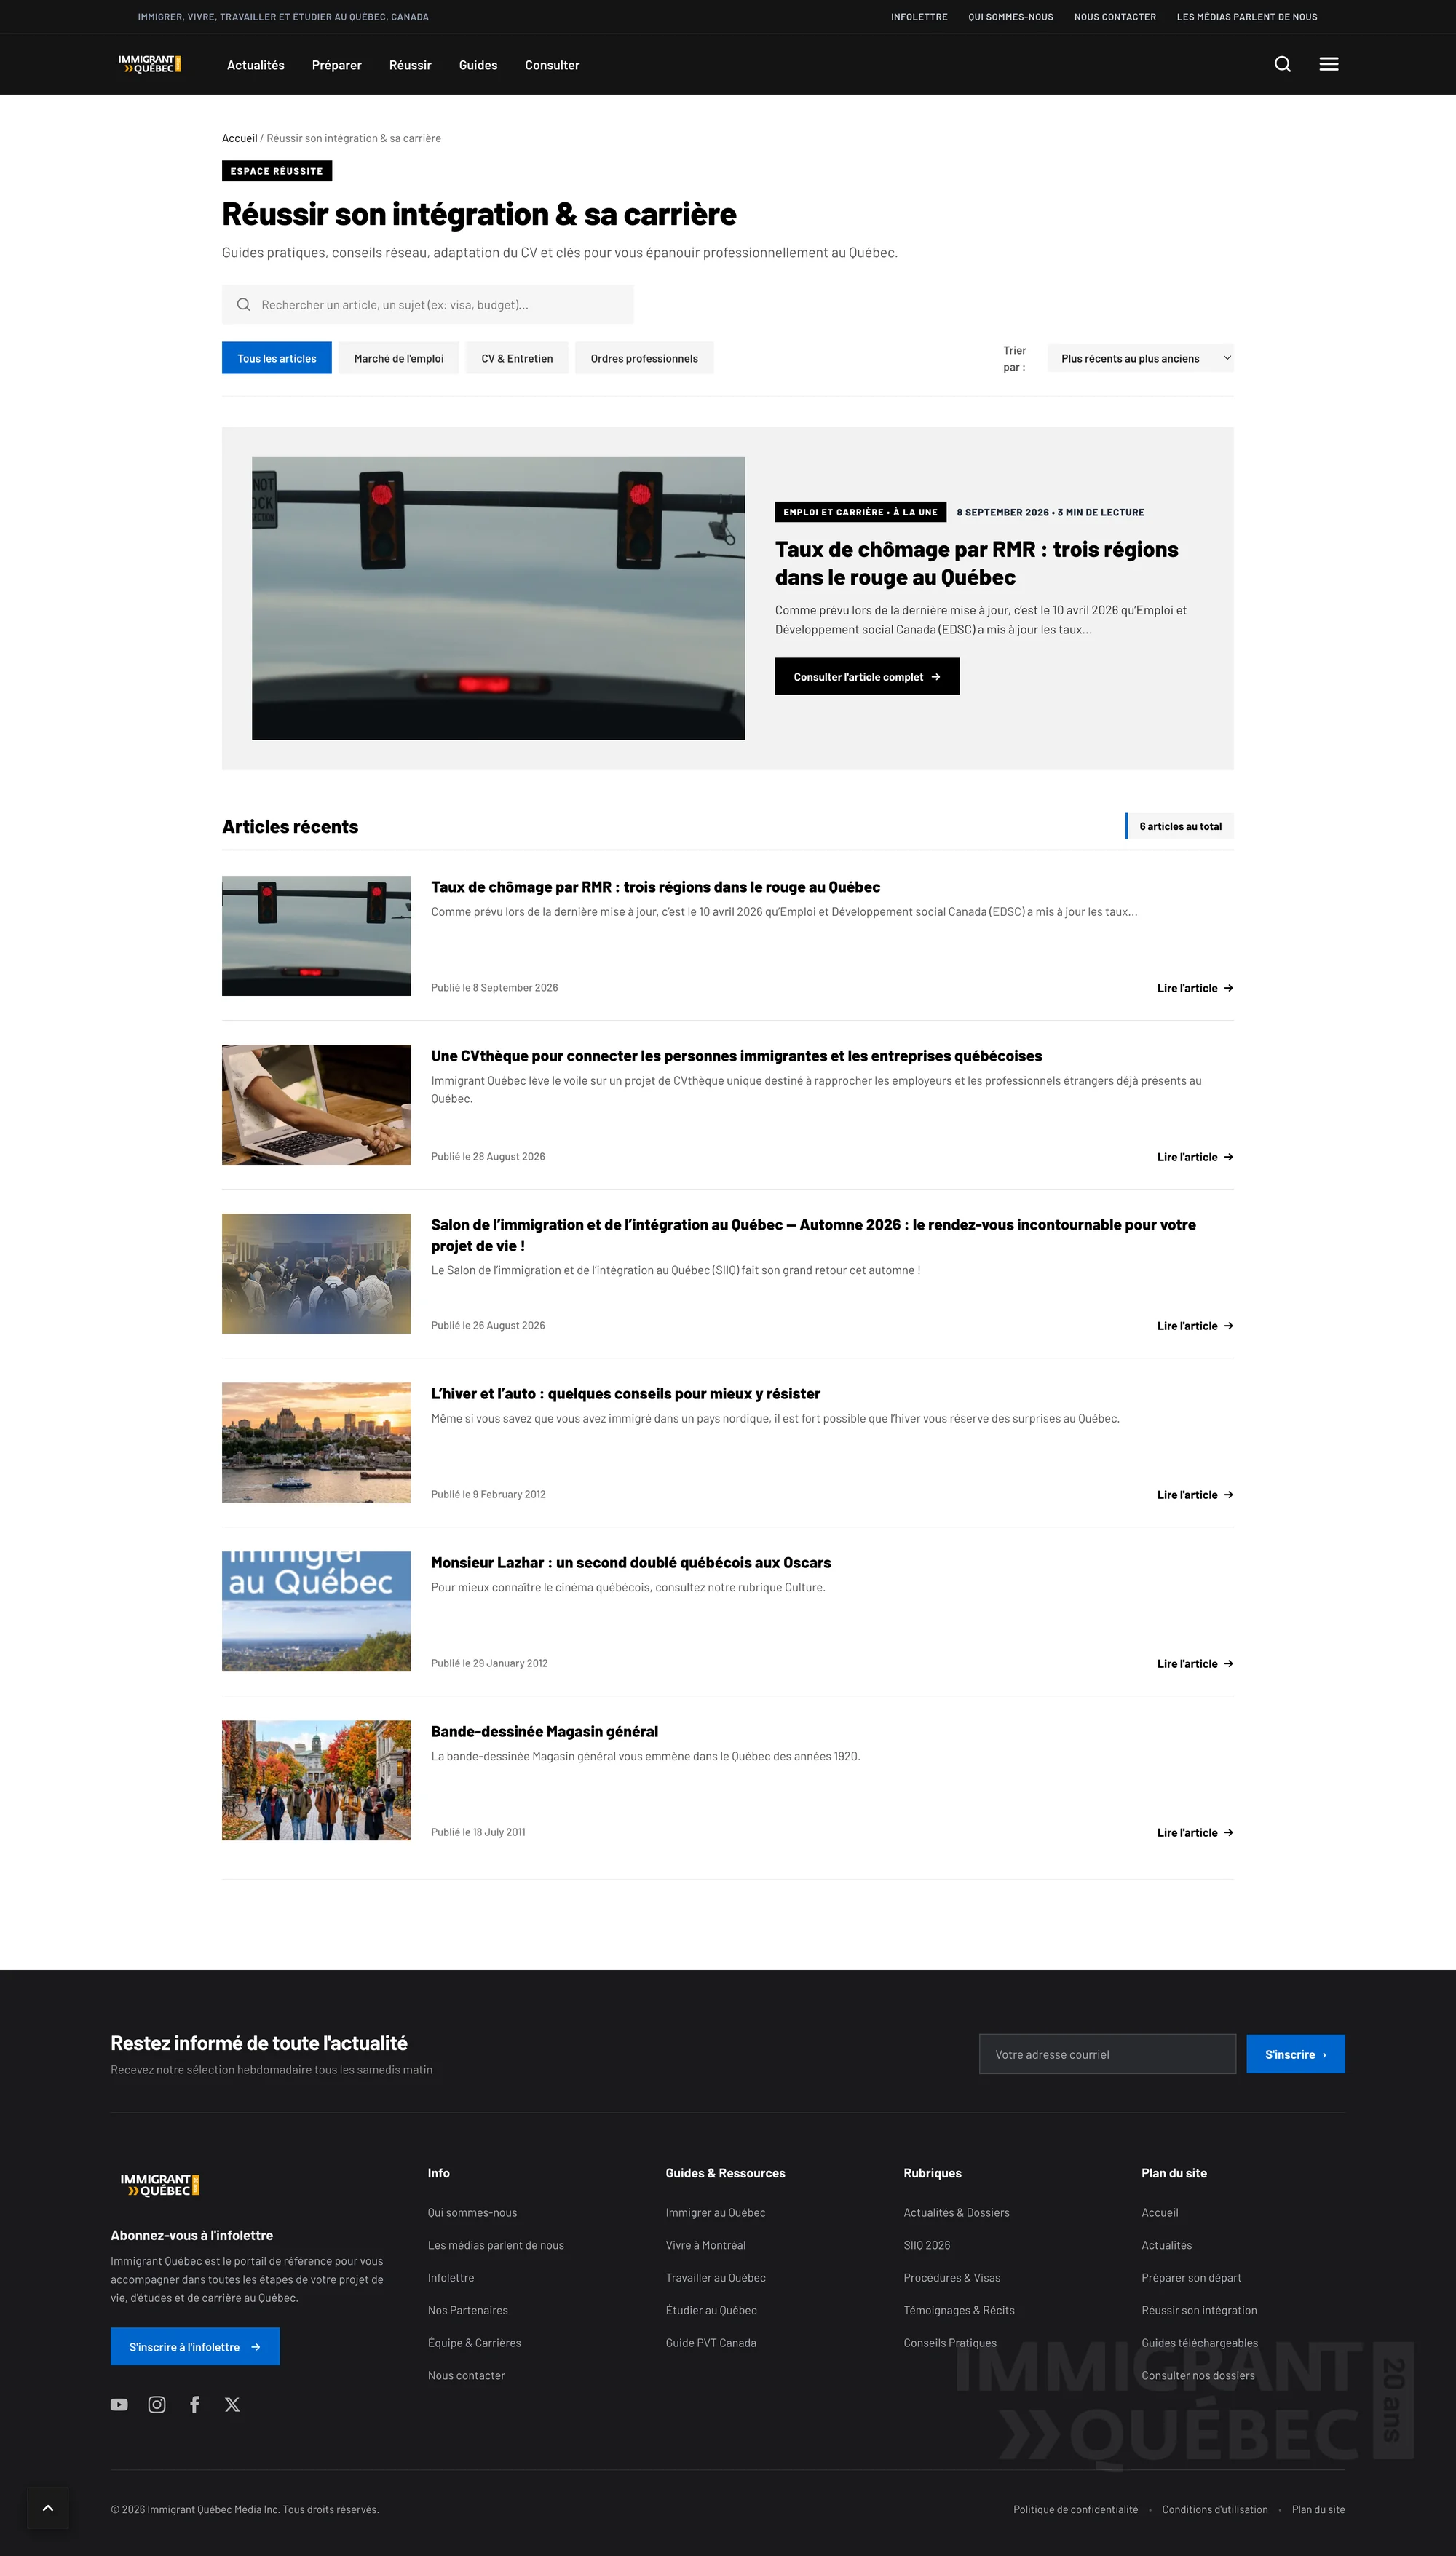 IMMIGRER, VIVRE, TRAVAILLER ET ÉTUDIER AU QUÉBEC, CANADA
INFOLETTRE QUI SOMMES-NOUS NOUS CONTACTER LES MÉDIAS PARLENT DE NOUS
IMMIGRANT
QUÉBEC
Actualités Préparer Réussir Guides Consulter
Accueil / Réussir son intégration & sa carrière
ESPACE RÉUSSITE
Réussir son intégration & sa carrière
Guides pratiques, conseils réseau, adaptation du CV et clés pour vous épanouir professionnellement au Québec.
Rechercher un article, un sujet (ex: visa, budget)...
Tous les articles Marché de l'emploi CV & Entretien Ordres professionnels
Trier
par :
Plus récents au plus anciens
NOT
OCK
SECTION
EMPLOI ET CARRIÈRE • À LA UNE 8 SEPTEMBER 2026 • 3 MIN DE LECTURE
Taux de chômage par RMR : trois régions
dans le rouge au Québec
Comme prévu lors de la dernière mise à jour, c’est le 10 avril 2026 qu’Emploi et
Développement social Canada (EDSC) a mis à jour les taux...
Consulter l'article complet →
Articles récents
6 articles au total
Taux de chômage par RMR : trois régions dans le rouge au Québec
Comme prévu lors de la dernière mise à jour, c’est le 10 avril 2026 qu’Emploi et Développement social Canada (EDSC) a mis à jour les taux...
Publié le 8 September 2026
Lire l'article →
Une CVthèque pour connecter les personnes immigrantes et les entreprises québécoises
Immigrant Québec lève le voile sur un projet de CVthèque unique destiné à rapprocher les employeurs et les professionnels étrangers déjà présents au
Québec.
Publié le 28 August 2026
Lire l'article →
Salon de l’immigration et de l’intégration au Québec – Automne 2026 : le rendez-vous incontournable pour votre
projet de vie !
Le Salon de l’immigration et de l’intégration au Québec (SIIQ) fait son grand retour cet automne !
Publié le 26 August 2026
Lire l'article →
L’hiver et l’auto : quelques conseils pour mieux y résister
Même si vous savez que vous avez immigré dans un pays nordique, il est fort possible que l’hiver vous réserve des surprises au Québec.
Publié le 9 February 2012
Lire l'article →
Immigrer
au Québec
Monsieur Lazhar : un second doublé québécois aux Oscars
Pour mieux connaître le cinéma québécois, consultez notre rubrique Culture.
Publié le 29 January 2012
Lire l'article →
Bande-dessinée Magasin général
La bande-dessinée Magasin général vous emmène dans le Québec des années 1920.
Publié le 18 July 2011
Lire l'article →
Restez informé de toute l'actualité
Recevez notre sélection hebdomadaire tous les samedis matin
Votre adresse courriel
S'inscrire ›
IMMIGRANT
QUÉBEC
Abonnez-vous à l'infolettre
Immigrant Québec est le portail de référence pour vous
accompagner dans toutes les étapes de votre projet de
vie, d'études et de carrière au Québec.
S'inscrire à l'infolettre →
Info
Qui sommes-nous
Les médias parlent de nous
Infolettre
Nos Partenaires
Équipe & Carrières
Nous contacter
Guides & Ressources
Immigrer au Québec
Vivre à Montréal
Travailler au Québec
Étudier au Québec
Guide PVT Canada
Rubriques
Actualités & Dossiers
SIIQ 2026
Procédures & Visas
Témoignages & Récits
Conseils Pratiques
Plan du site
Accueil
Actualités
Préparer son départ
Réussir son intégration
Guides téléchargeables
Consulter nos dossiers
IMMIGRANT
QUÉBEC
20 ans
© 2026 Immigrant Québec Média Inc. Tous droits réservés.
Politique de confidentialité • Conditions d'utilisation • Plan du site